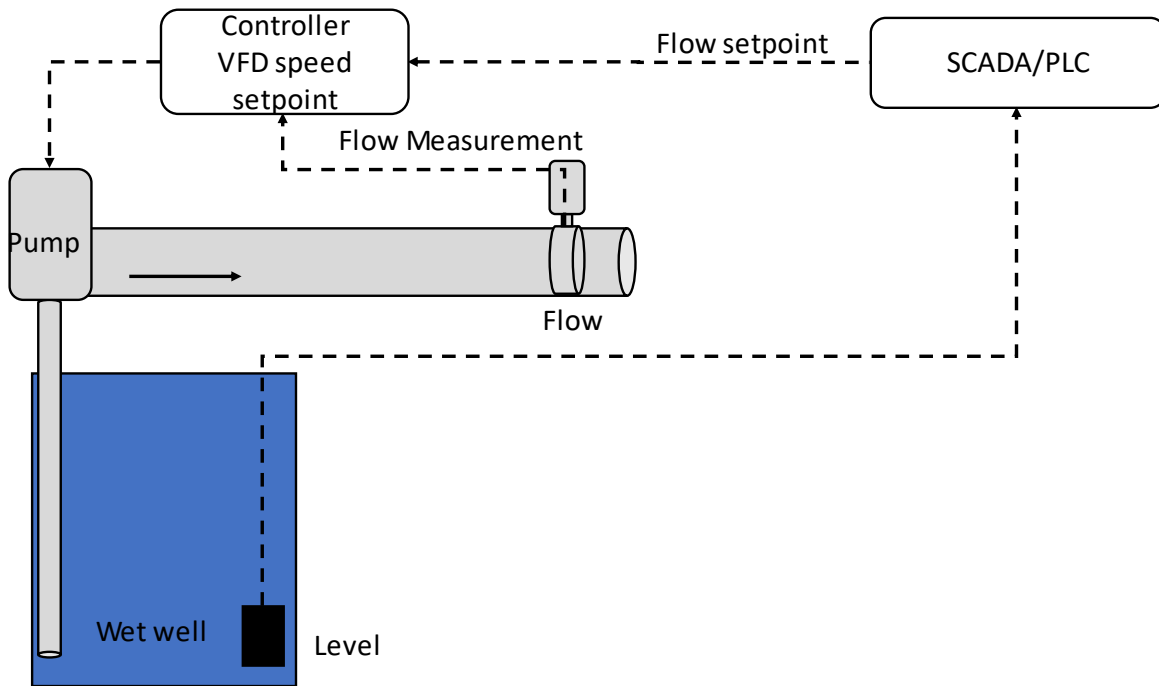 Controller
VFD speed
setpoint
Flow setpoint
SCADA/PLC
Flow Measurement
Pump
Flow
Wet well
Level